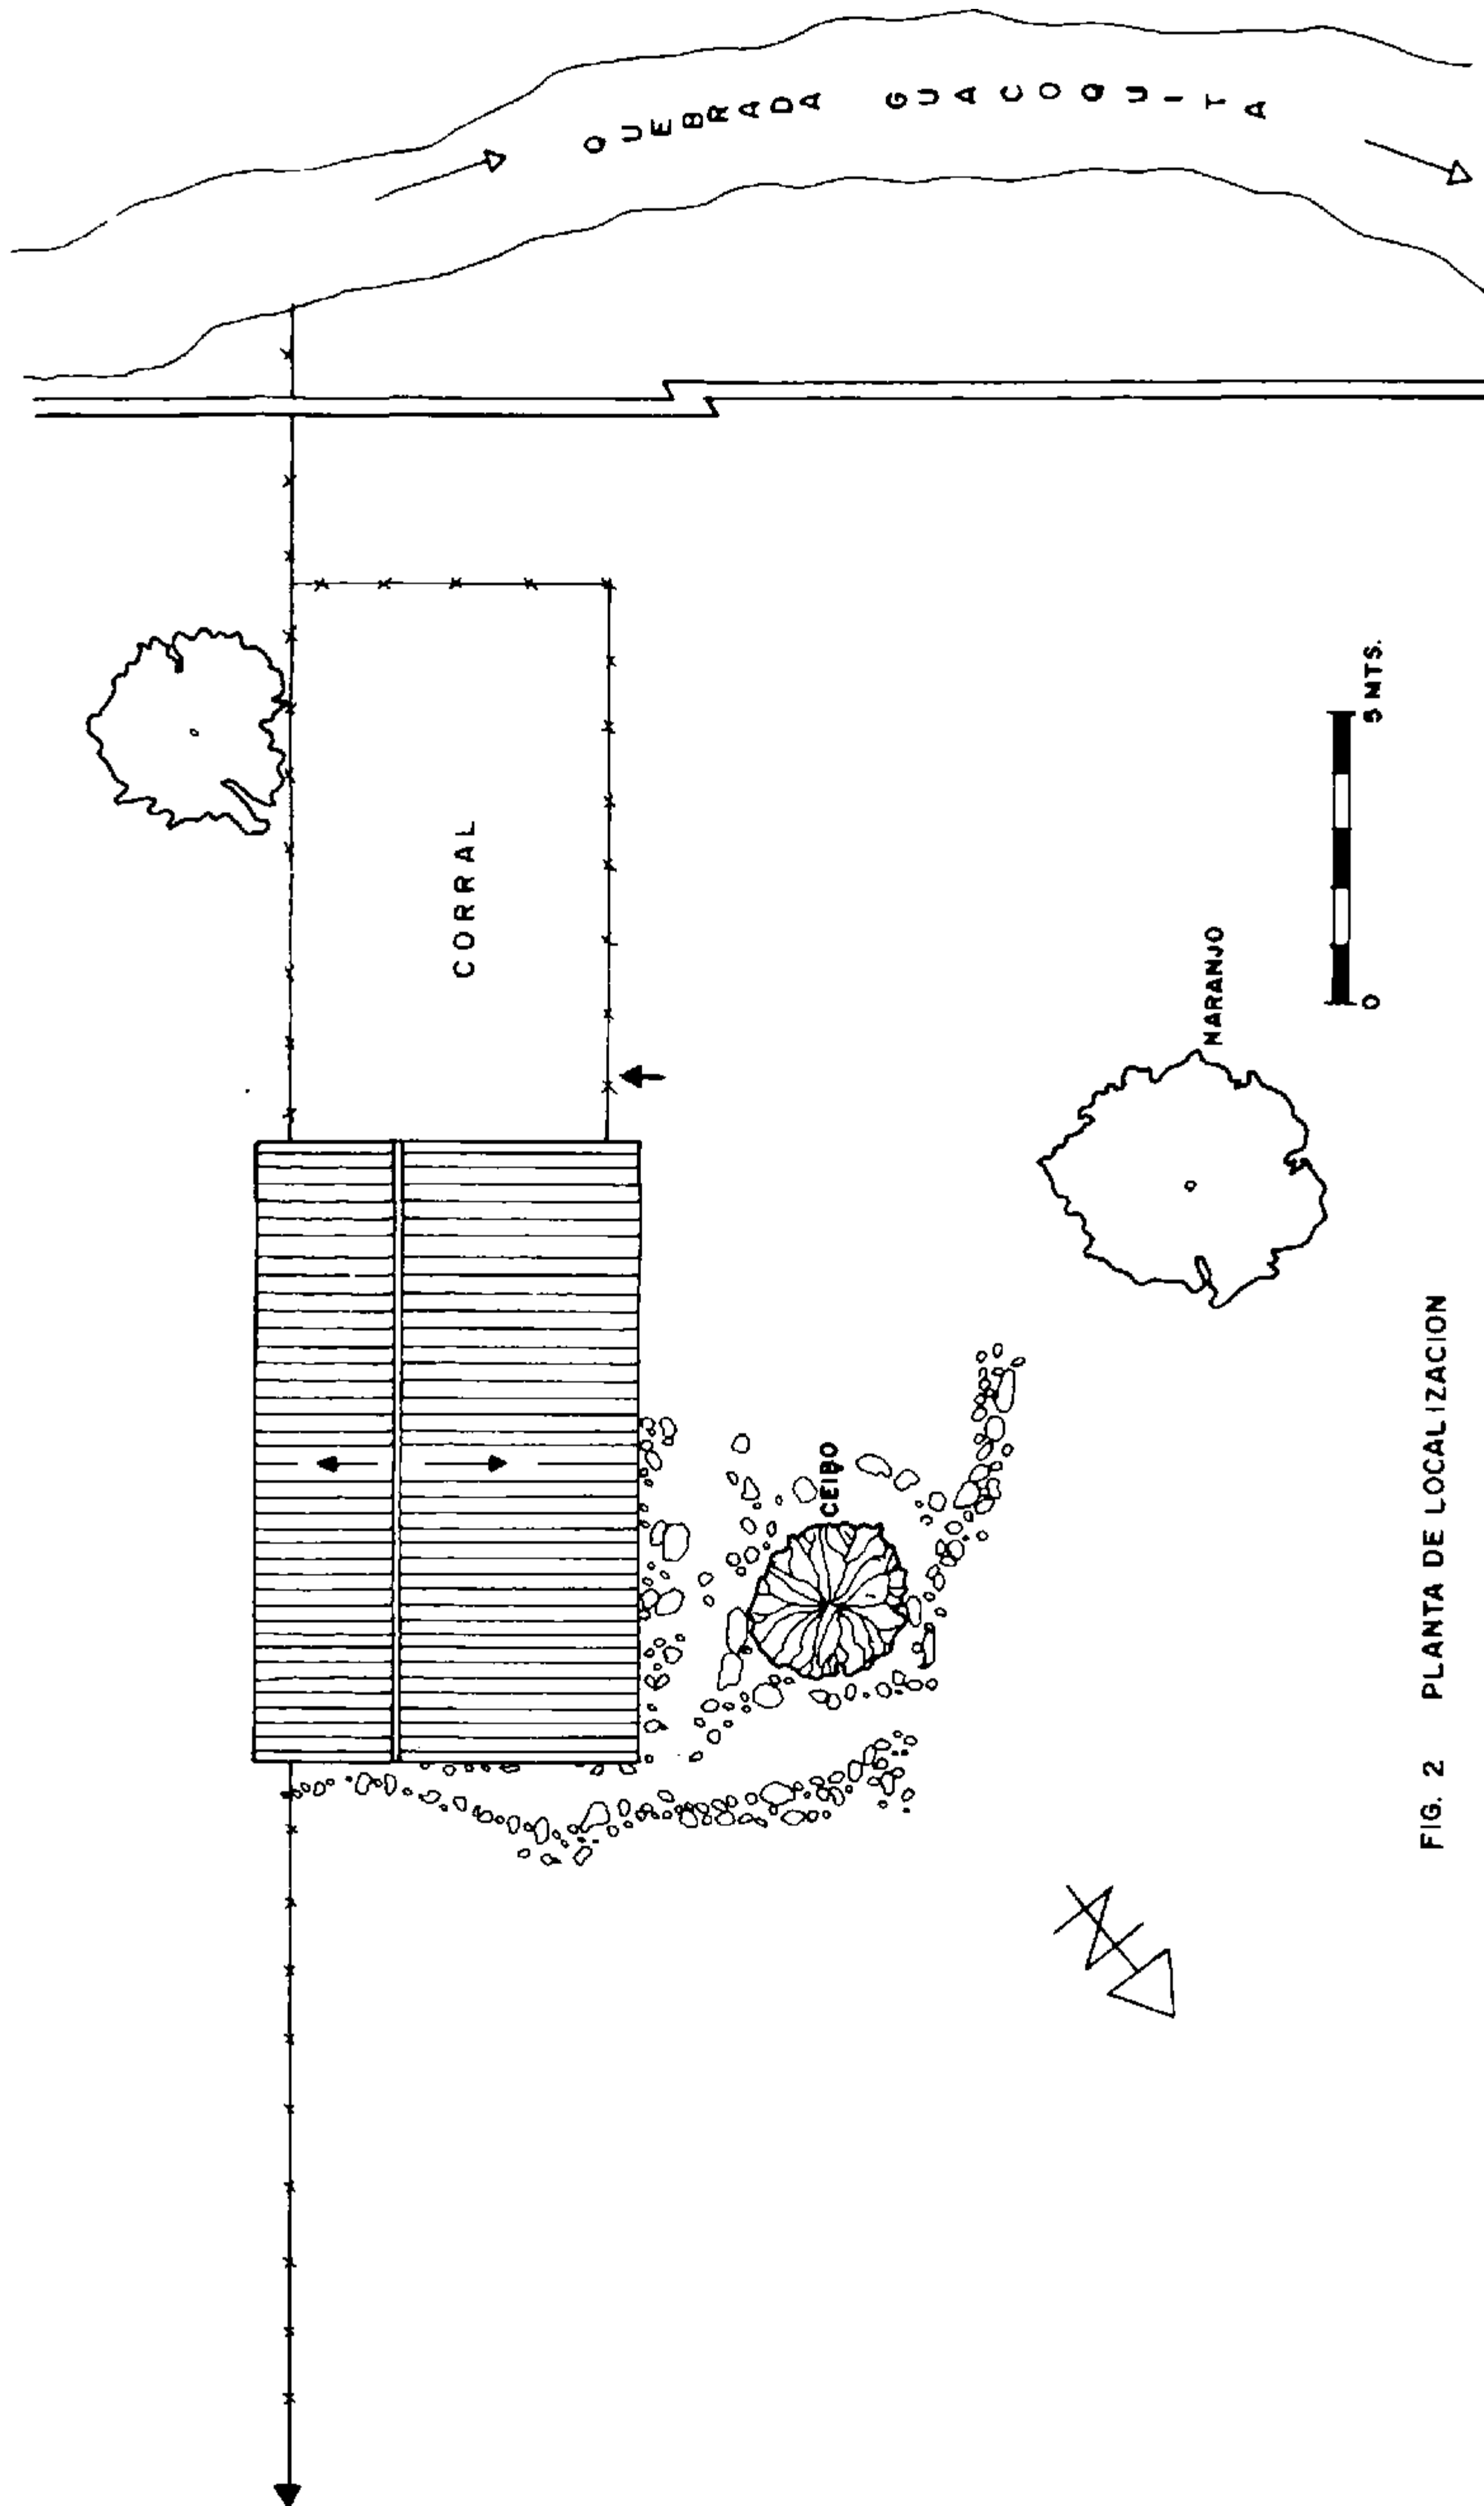 QUEBRADA GUACOQUITA
CORRAL
CEIBO
NARANJO
0 5 MTS.
FIG. 2 PLANTA DE LOCALIZACION
N